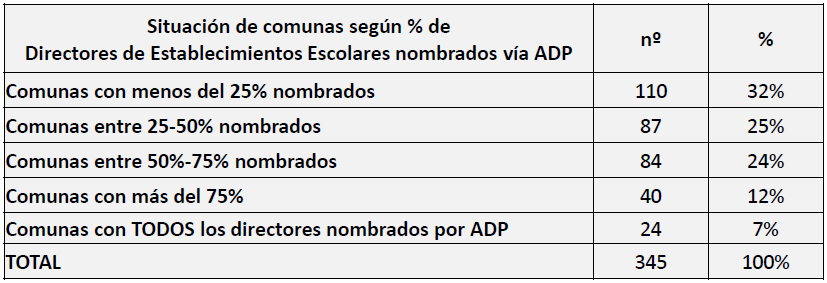 Situación de comunas según % de
Directores de Establecimientos Escolares nombrados vía ADP nº %
Comunas con menos del 25% nombrados 110 32%
Comunas entre 25-50% nombrados 87 25%
Comunas entre 50%-75% nombrados 84 24%
Comunas con más del 75% 40 12%
Comunas con TODOS los directores nombrados por ADP 24 7%
TOTAL 345 100%